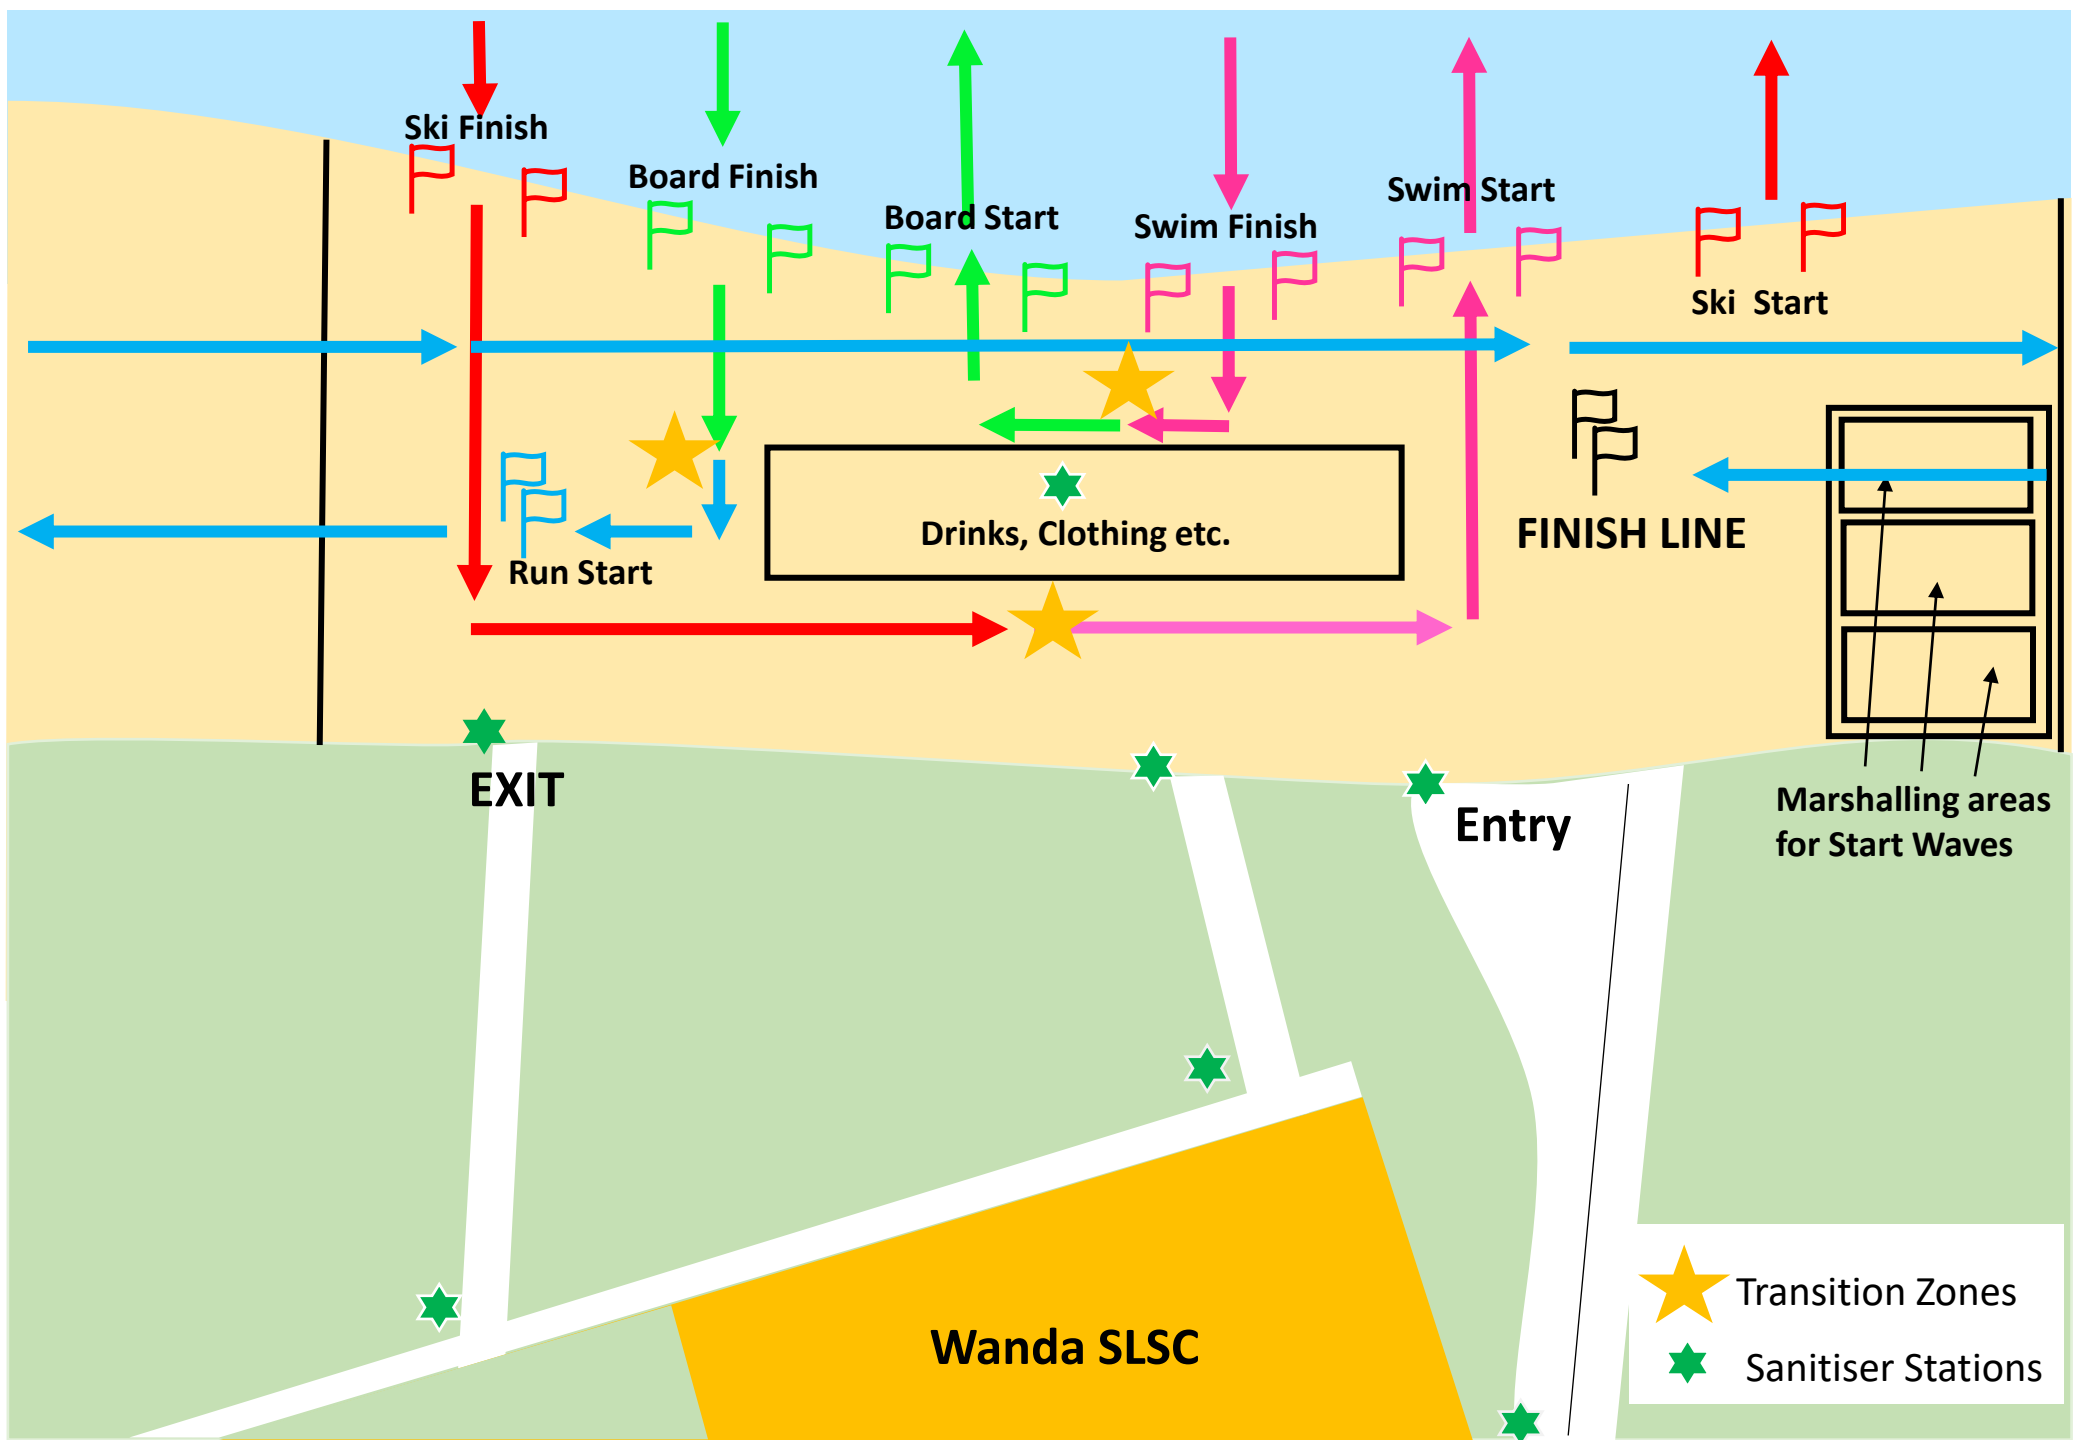 Ski Finish
Board Finish
Board Start
Swim Finish
Swim Start
Ski  Start
Drinks, Clothing etc.
FINISH LINE
Run Start
EXIT
Entry
Marshalling areas
for Start Waves
Wanda SLSC
Transition Zones
Sanitiser Stations